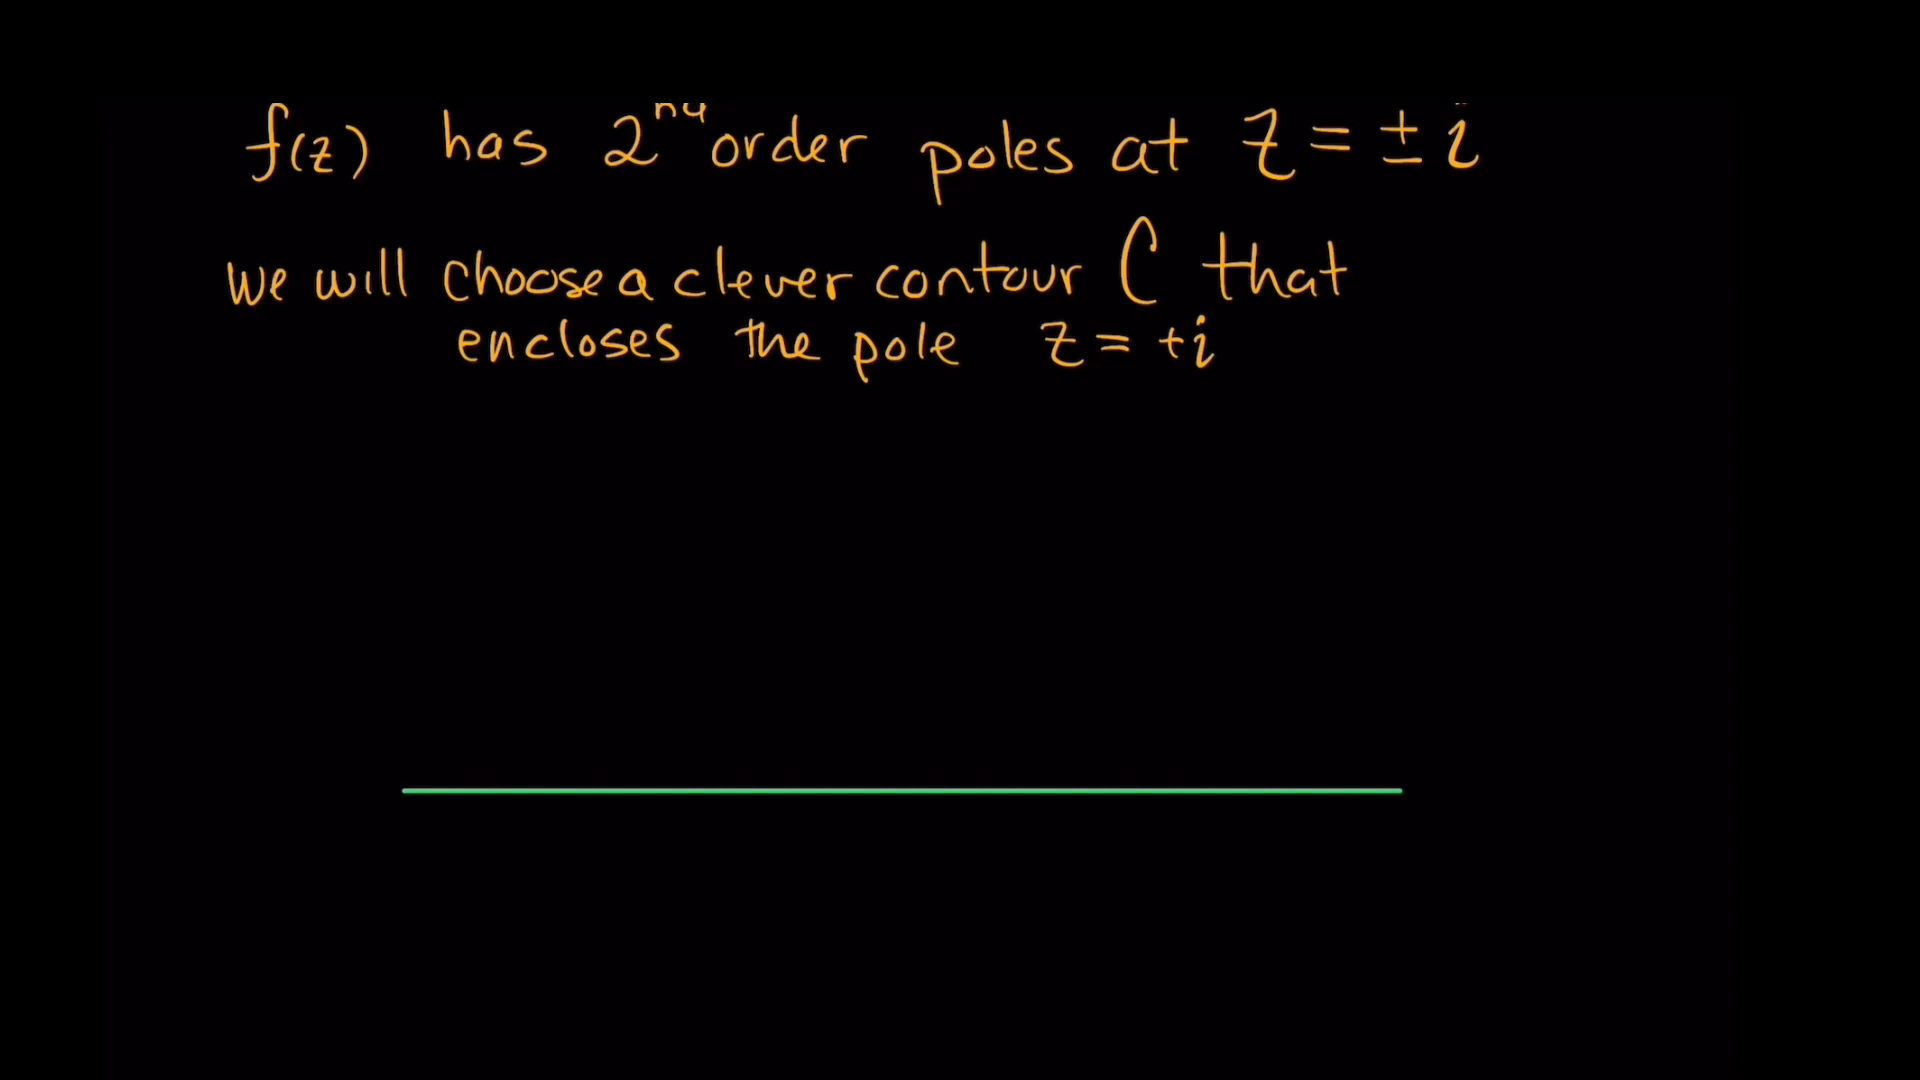 f(z) has 2nd order poles at z = ± i
we will choose a clever contour C that
encloses the pole z = +i